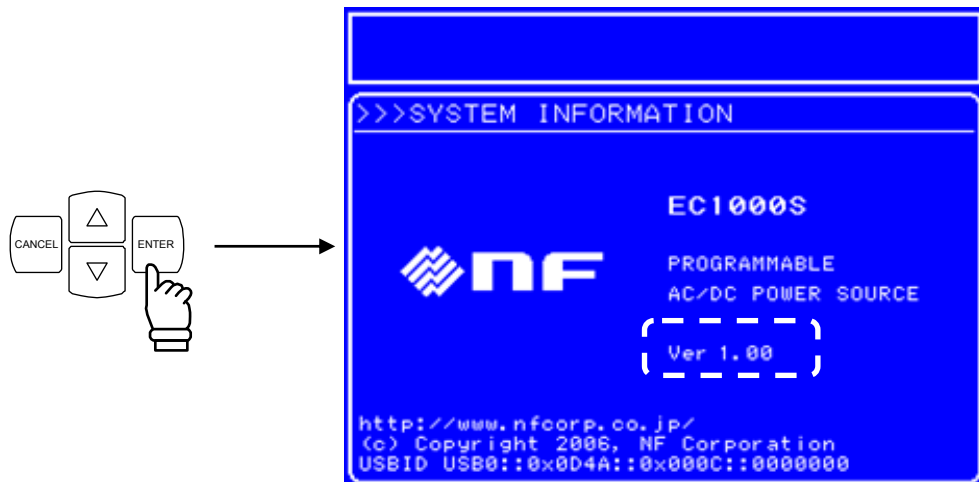 CANCEL
ENTER
>>>SYSTEM INFORMATION
EC1000S
nF
PROGRAMMABLE
AC/DC POWER SOURCE
Ver 1.00
http://www.nfcorp.co.jp/
(c) Copyright 2006, NF Corporation
USBID USB0::0x0D4A::0x000C::0000000